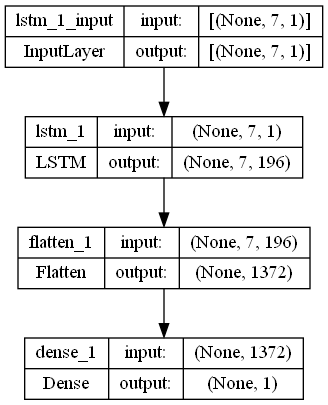 lstm_1_input input: [(None, 7, 1)]
InputLayer output: [(None, 7, 1)]
lstm_1 input: (None, 7, 1)
LSTM output: (None, 7, 196)
flatten_1 input: (None, 7, 196)
Flatten output: (None, 1372)
dense_1 input: (None, 1372)
Dense output: (None, 1)